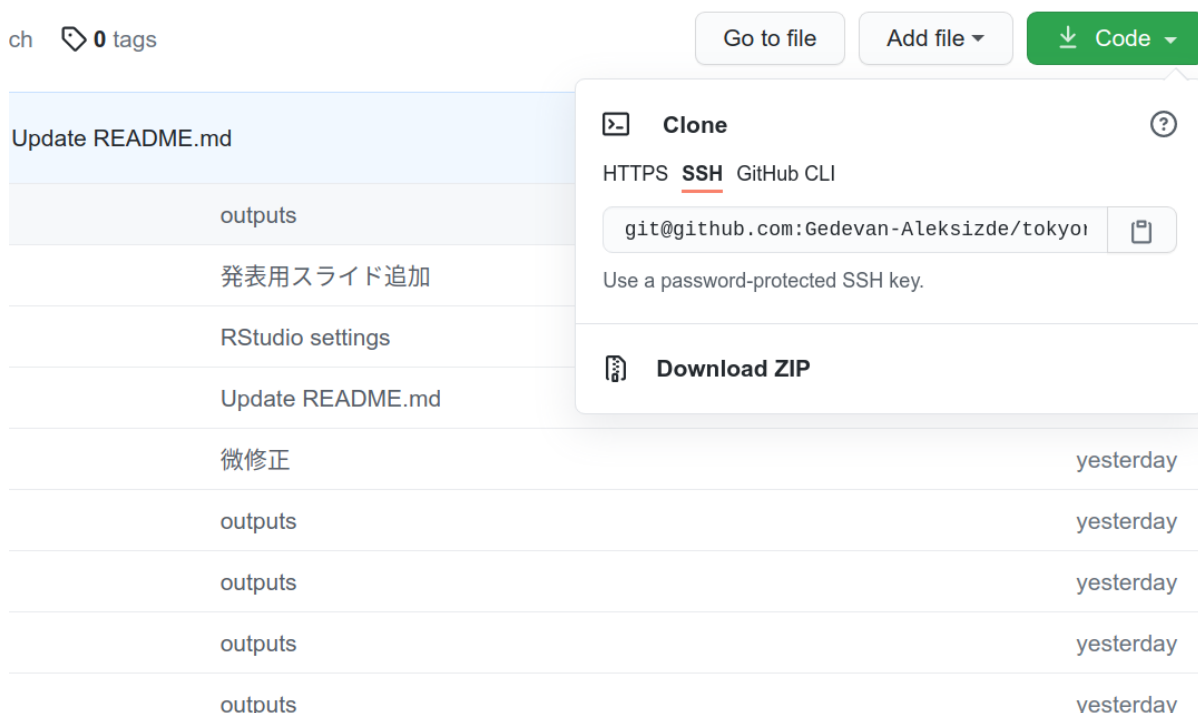 ch 0 tags Go to file Add file Code
Update README.md
Clone
HTTPS SSH GitHub CLI
git@github.com:Gedevan-Aleksizde/tokyor
Use a password-protected SSH key.
Download ZIP
outputs
発表用スライド追加
RStudio settings
Update README.md
微修正 yesterday
outputs yesterday
outputs yesterday
outputs yesterday
outputs yesterday